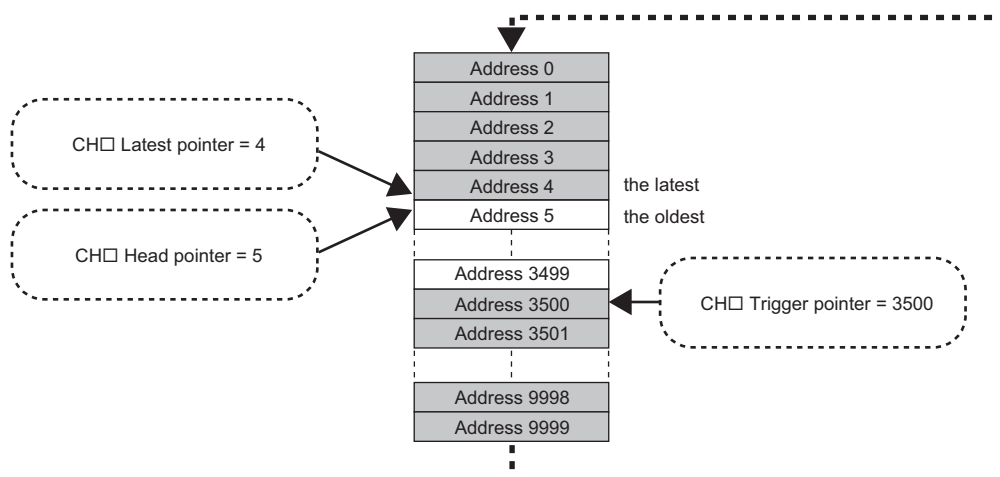 Address 0
Address 1
Address 2
CH□ Latest pointer = 4
Address 3
Address 4
the latest
Address 5
the oldest
CH□ Head pointer = 5
Address 3499
Address 3500
CH□ Trigger pointer = 3500
Address 3501
Address 9998
Address 9999